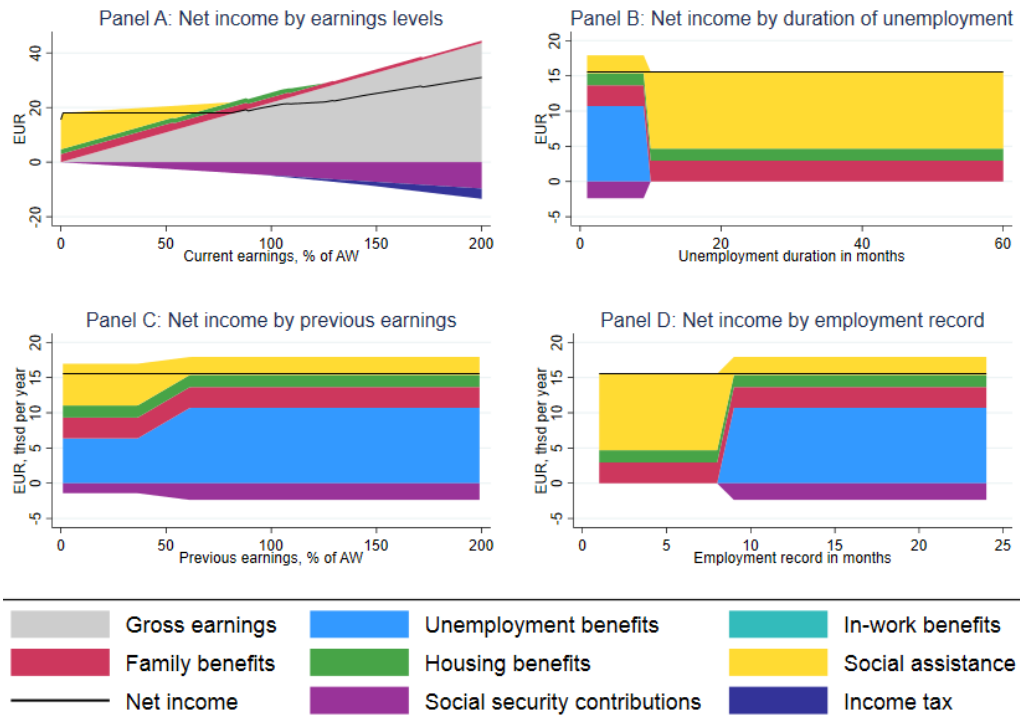 Panel A: Net income by earnings levels
EUR
40
20
0
-20
0 50 100 150 200
Current earnings, % of AW
Panel B: Net income by duration of unemployment
EUR
20
15
10
5
0
-5
0 20 40 60
Unemployment duration in months
Panel C: Net income by previous earnings
EUR, thsd per year
20
15
10
5
0
-5
0 50 100 150 200
Previous earnings, % of AW
Panel D: Net income by employment record
EUR, thsd per year
20
15
10
5
0
-5
0 5 10 15 20 25
Employment record in months
Gross earnings Unemployment benefits In-work benefits
Family benefits Housing benefits Social assistance
Net income Social security contributions Income tax